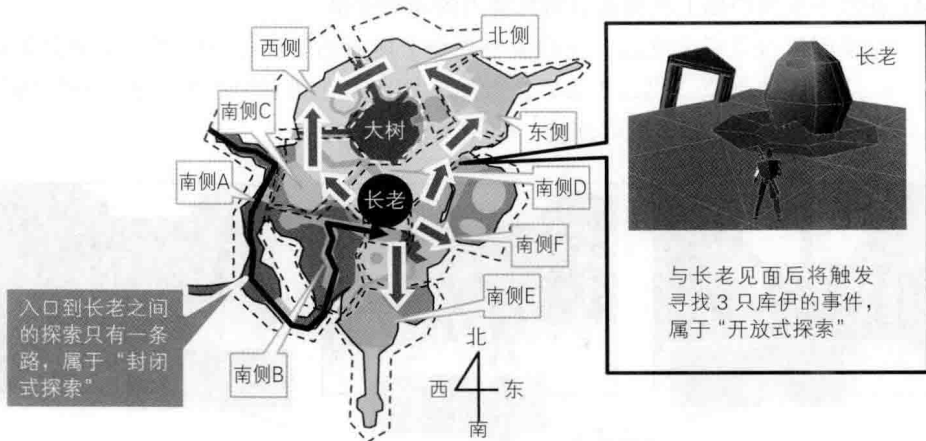 北侧
西侧
南侧C
大树
东侧
南侧A
长老
南侧D
南侧F
南侧E
南侧B
入口到长老之间
的探索只有一条
路,属于“封闭
式探索”
北
西
东
南
长老
与长老见面后将触发
寻找3只库伊的事件,
属于“开放式探索”